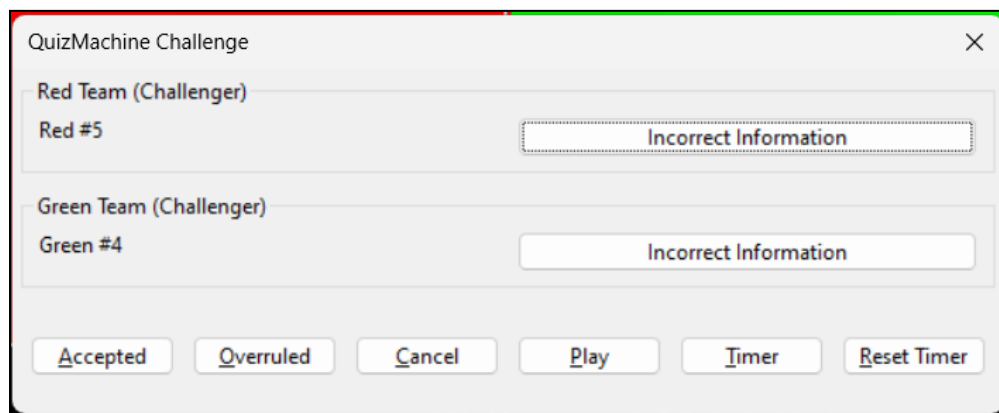 QuizMachine Challenge
Red Team (Challenger)
Red #5
Incorrect Information
Green Team (Challenger)
Green #4
Incorrect Information
Accepted Overruled Cancel Play Timer Reset Timer